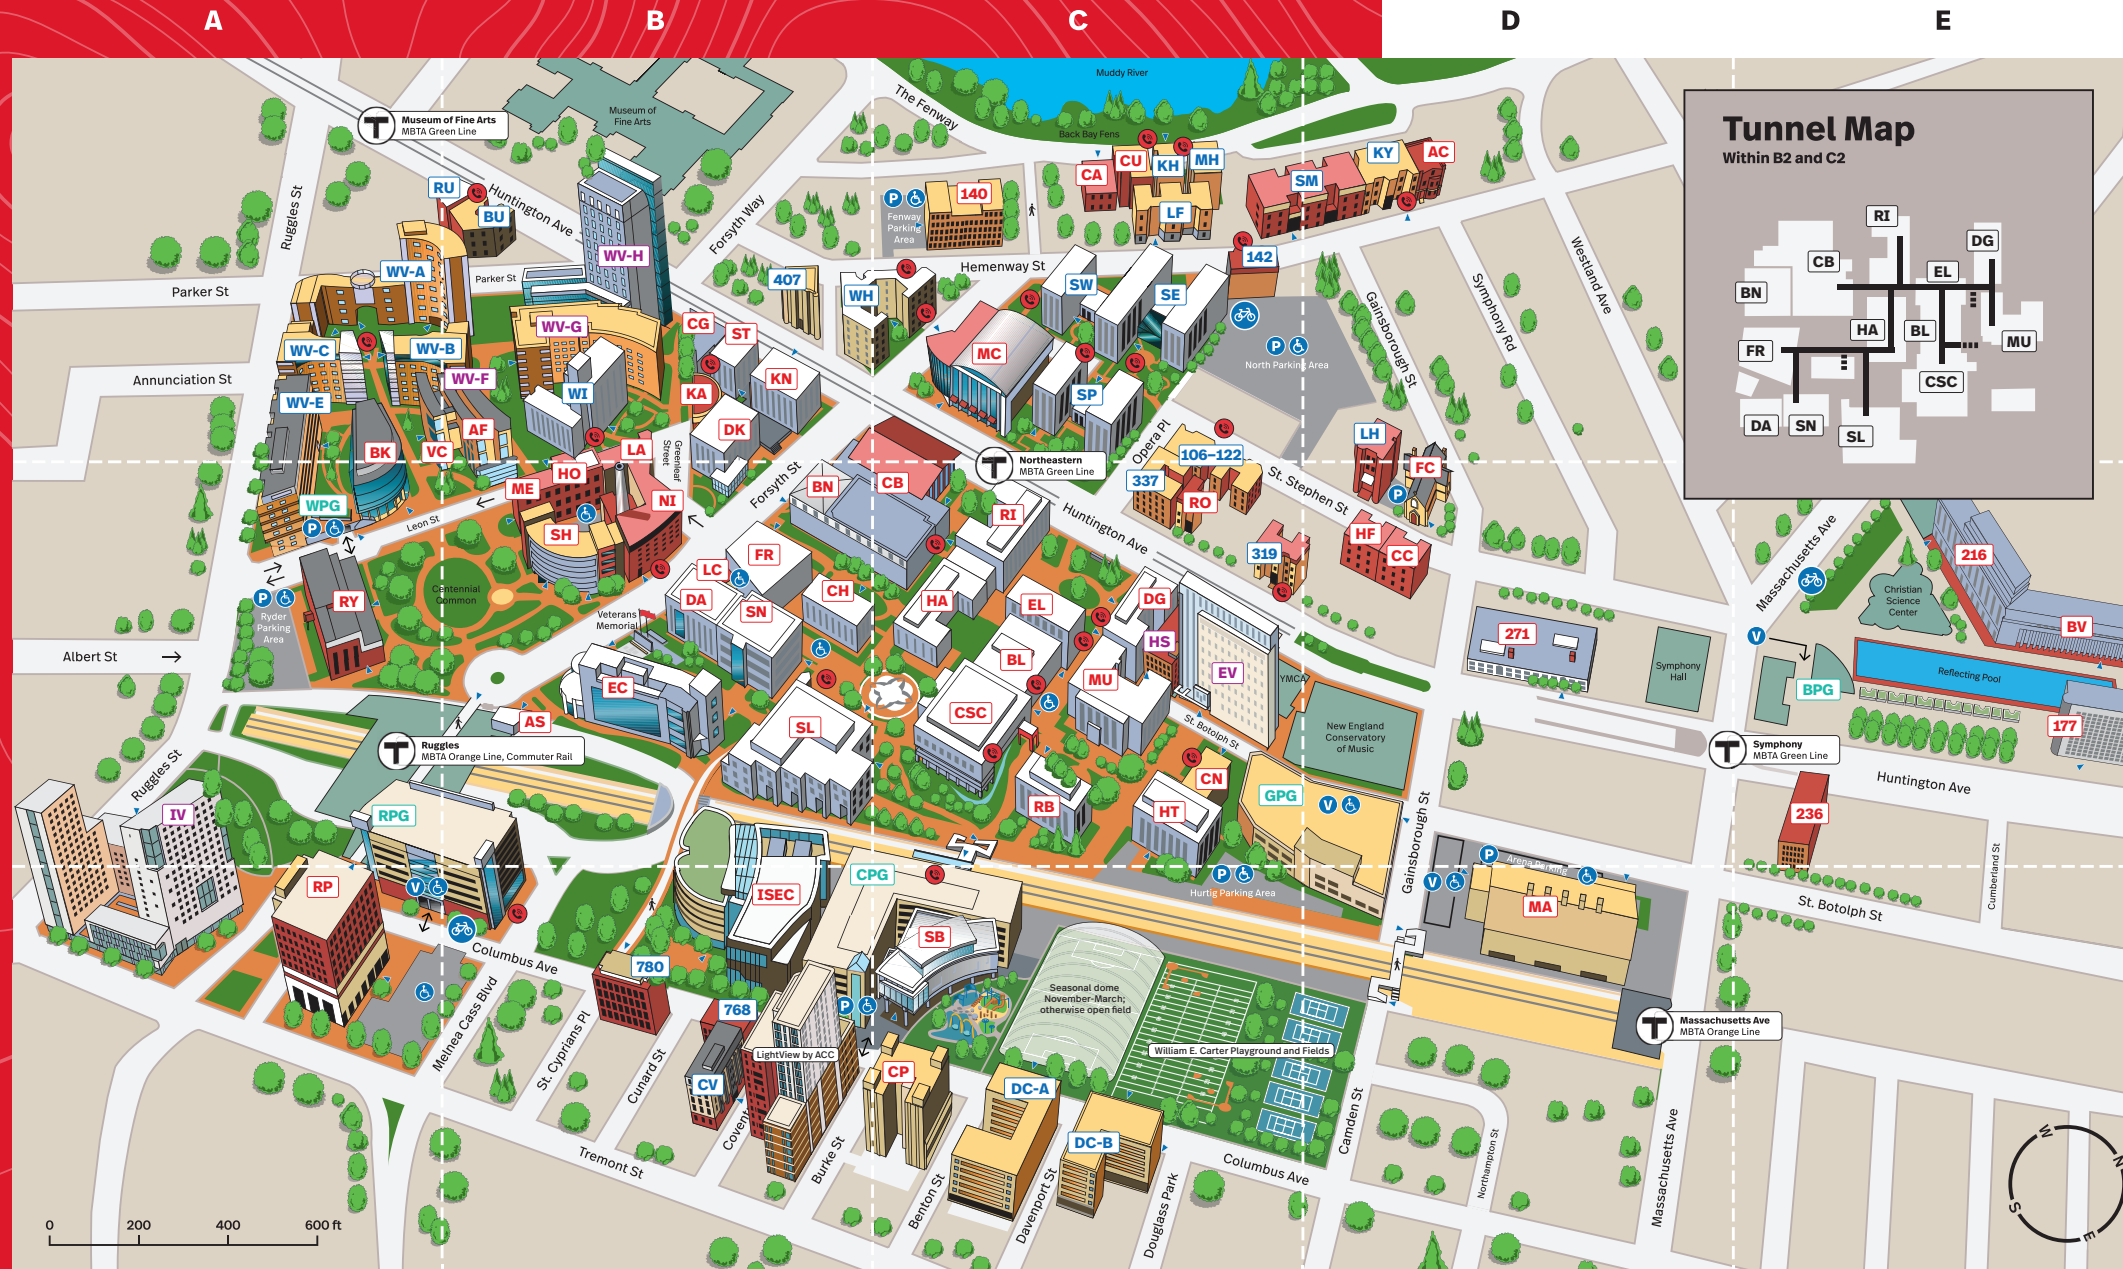 A
B
C
D
E
Muddy River
The Fenway
Back Bay Fens
Museum of
Fine Arts
Museum of Fine Arts
MBTA Green Line
Huntington Ave
Ruggles St
Forsyth Way
RU
BU
WV-H
WV-A
Parker St
Parker St
407
WH
P
Fenway
Parking
Area
140
CA
CU
KH
MH
LF
SM
KY
AC
142
Hemenway St
SW
SE
P
North Parking Area
Gainsborough St
Symphony Rd
Westland Ave
Tunnel Map
Within B2 and C2
RI
DG
CB
EL
BN
HA
BL
MU
FR
CSC
DA
SN
SL
WV-G
CG
ST
KN
KA
DK
MC
SP
WV-C
WV-B
WV-F
WI
WV-E
Annunciation St
AF
VC
BK
LA
Greenleaf
Street
Northeastern
MBTA Green Line
Opera Pl
106–122
337
RO
St. Stephen St
LH
FC
P
HO
ME
NI
SH
WPG
P
Leon St
Forsyth St
BN
CB
RI
Huntington Ave
319
HF
CC
RY
P
Ryder
Parking
Area
Centennial
Common
LC
FR
DA
SN
CH
HA
EL
DG
HS
BL
MU
EV
YMCA
Veterans
Memorial
Albert St
EC
AS
SL
CSC
St. Botolph St
New England
Conservatory
of Music
271
Symphony
Hall
Massachusetts Ave
V
BPG
Christian
Science
Center
216
BV
Reflecting Pool
177
Ruggles
MBTA Orange Line, Commuter Rail
Symphony
MBTA Green Line
Huntington Ave
Ruggles St
IV
RPG
RB
CN
HT
GPG
V
Gainsborough St
236
Cumberland St
St. Botolph St
RP
V
ISEC
CPG
SB
P
Hurtig Parking Area
P
V
Arena Parking
MA
Columbus Ave
780
768
P
Seasonal dome
November-March;
otherwise open field
William E. Carter Playground and Fields
Massachusetts Ave
MBTA Orange Line
Melnea Cass Blvd
St. Cyprians Pl
Cunard St
LightView by ACC
CV
Covent
CP
DC-A
DC-B
Tremont St
Burke St
Benton St
Davenport St
Douglass Park
Columbus Ave
Camden St
Northampton St
Massachusetts Ave
0
200
400
600 ft
W
N
S
E